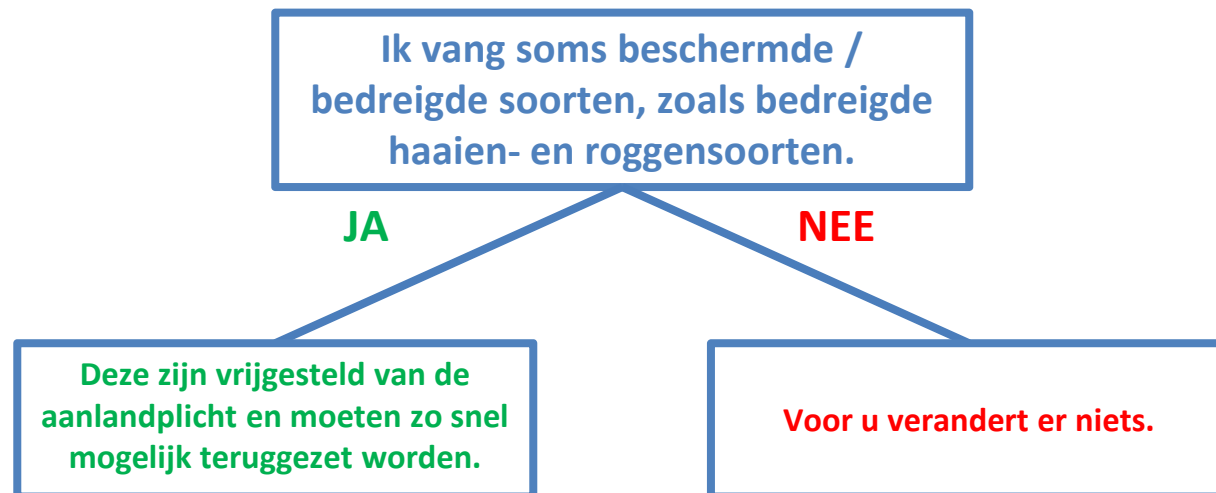 Ik vang soms beschermde /
bedreigde soorten, zoals bedreigde
haaien- en roggensoorten.
JA
NEE
Deze zijn vrijgesteld van de
aanlandplicht en moeten zo snel
mogelijk teruggezet worden.
Voor u verandert er niets.